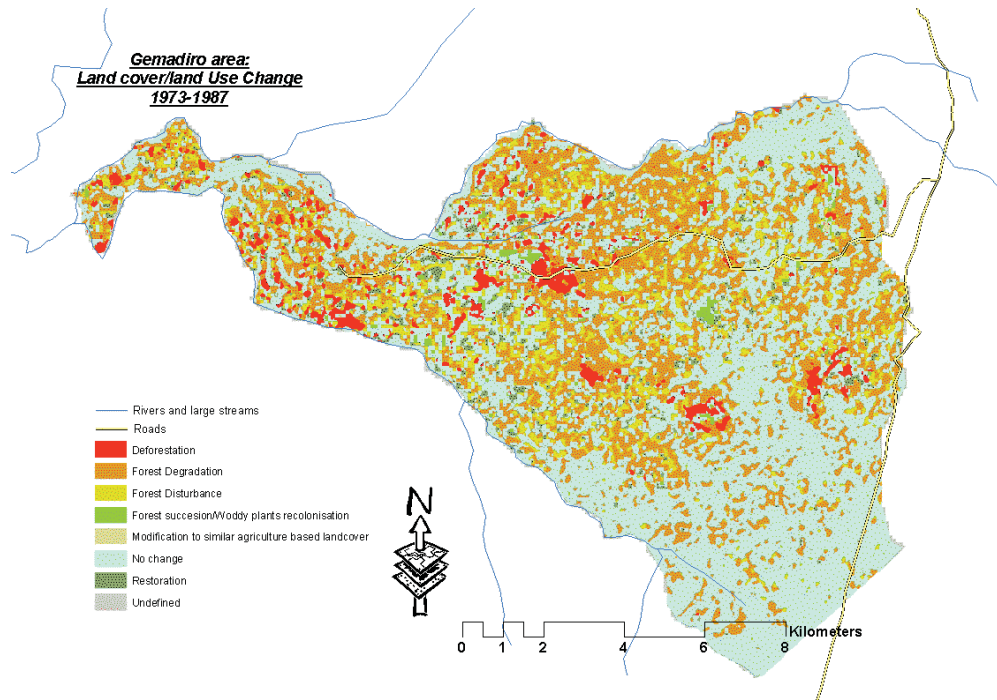 Gemadiro area:
Land cover/land Use Change
1973-1987
Rivers and large streams
Roads
Deforestation
Forest Degradation
Forest Disturbance
Forest succesion/Woddy plants recolonisation
Modification to similar agriculture based landcover
No change
Restoration
Undefined
N
Kilometers
0 1 2 4 6 8